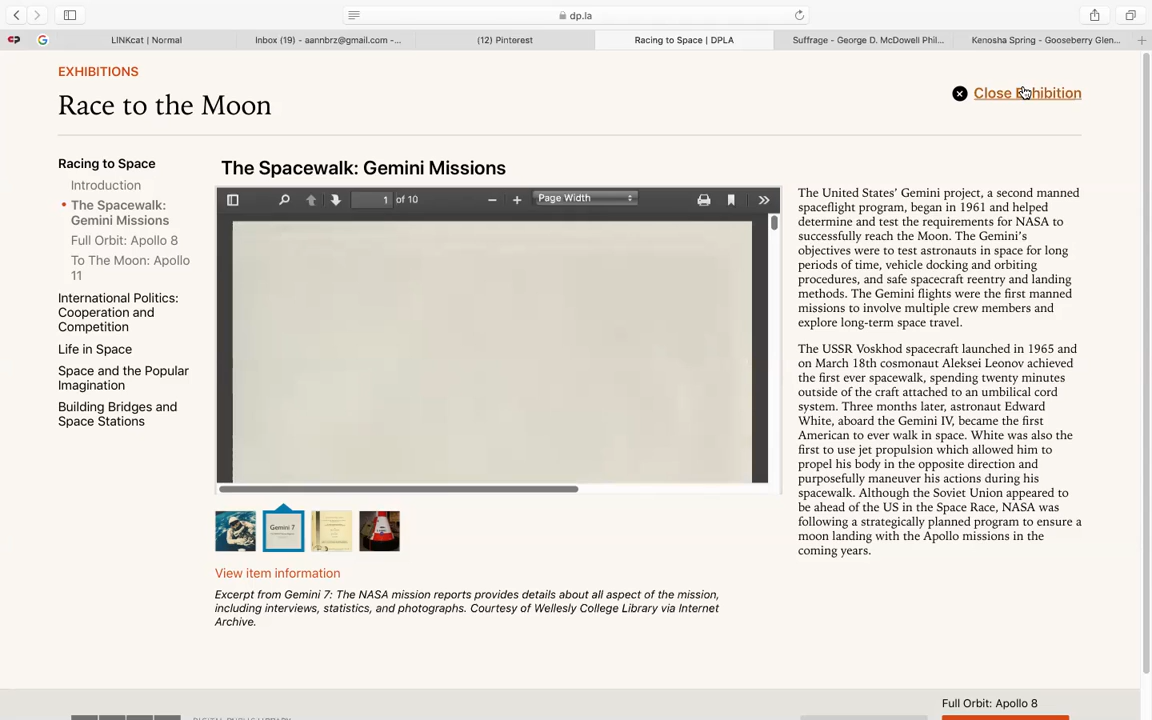 dp.la
LINKcat | Normal
Inbox (19) - aannbrz@gmail.com -...
(12) Pinterest
Racing to Space | DPLA
Suffrage - George D. McDowell Phil...
Kenosha Spring - Gooseberry Glen...
EXHIBITIONS
Race to the Moon
Close Exhibition
Racing to Space
Introduction
The Spacewalk:
Gemini Missions
Full Orbit: Apollo 8
To The Moon: Apollo
11
International Politics:
Cooperation and
Competition
Life in Space
Space and the Popular
Imagination
Building Bridges and
Space Stations
The Spacewalk: Gemini Missions
1 of 10
Page Width
Gemini 7
View item information
Excerpt from Gemini 7: The NASA mission reports provides details about all aspect of the mission,
including interviews, statistics, and photographs. Courtesy of Wellesly College Library via Internet
Archive.
The United States' Gemini project, a second manned
spaceflight program, began in 1961 and helped
determine and test the requirements for NASA to
successfully reach the Moon. The Gemini's
objectives were to test astronauts in space for long
periods of time, vehicle docking and orbiting
procedures, and safe spacecraft reentry and landing
methods. The Gemini flights were the first manned
missions to involve multiple crew members and
explore long-term space travel.
The USSR Voskhod spacecraft launched in 1965 and
on March 18th cosmonaut Aleksei Leonov achieved
the first ever spacewalk, spending twenty minutes
outside of the craft attached to an umbilical cord
system. Three months later, astronaut Edward
White, aboard the Gemini IV, became the first
American to ever walk in space. White was also the
first to use jet propulsion which allowed him to
propel his body in the opposite direction and
purposefully maneuver his actions during his
spacewalk. Although the Soviet Union appeared to
be ahead of the US in the Space Race, NASA was
following a strategically planned program to ensure a
moon landing with the Apollo missions in the
coming years.
Full Orbit: Apollo 8